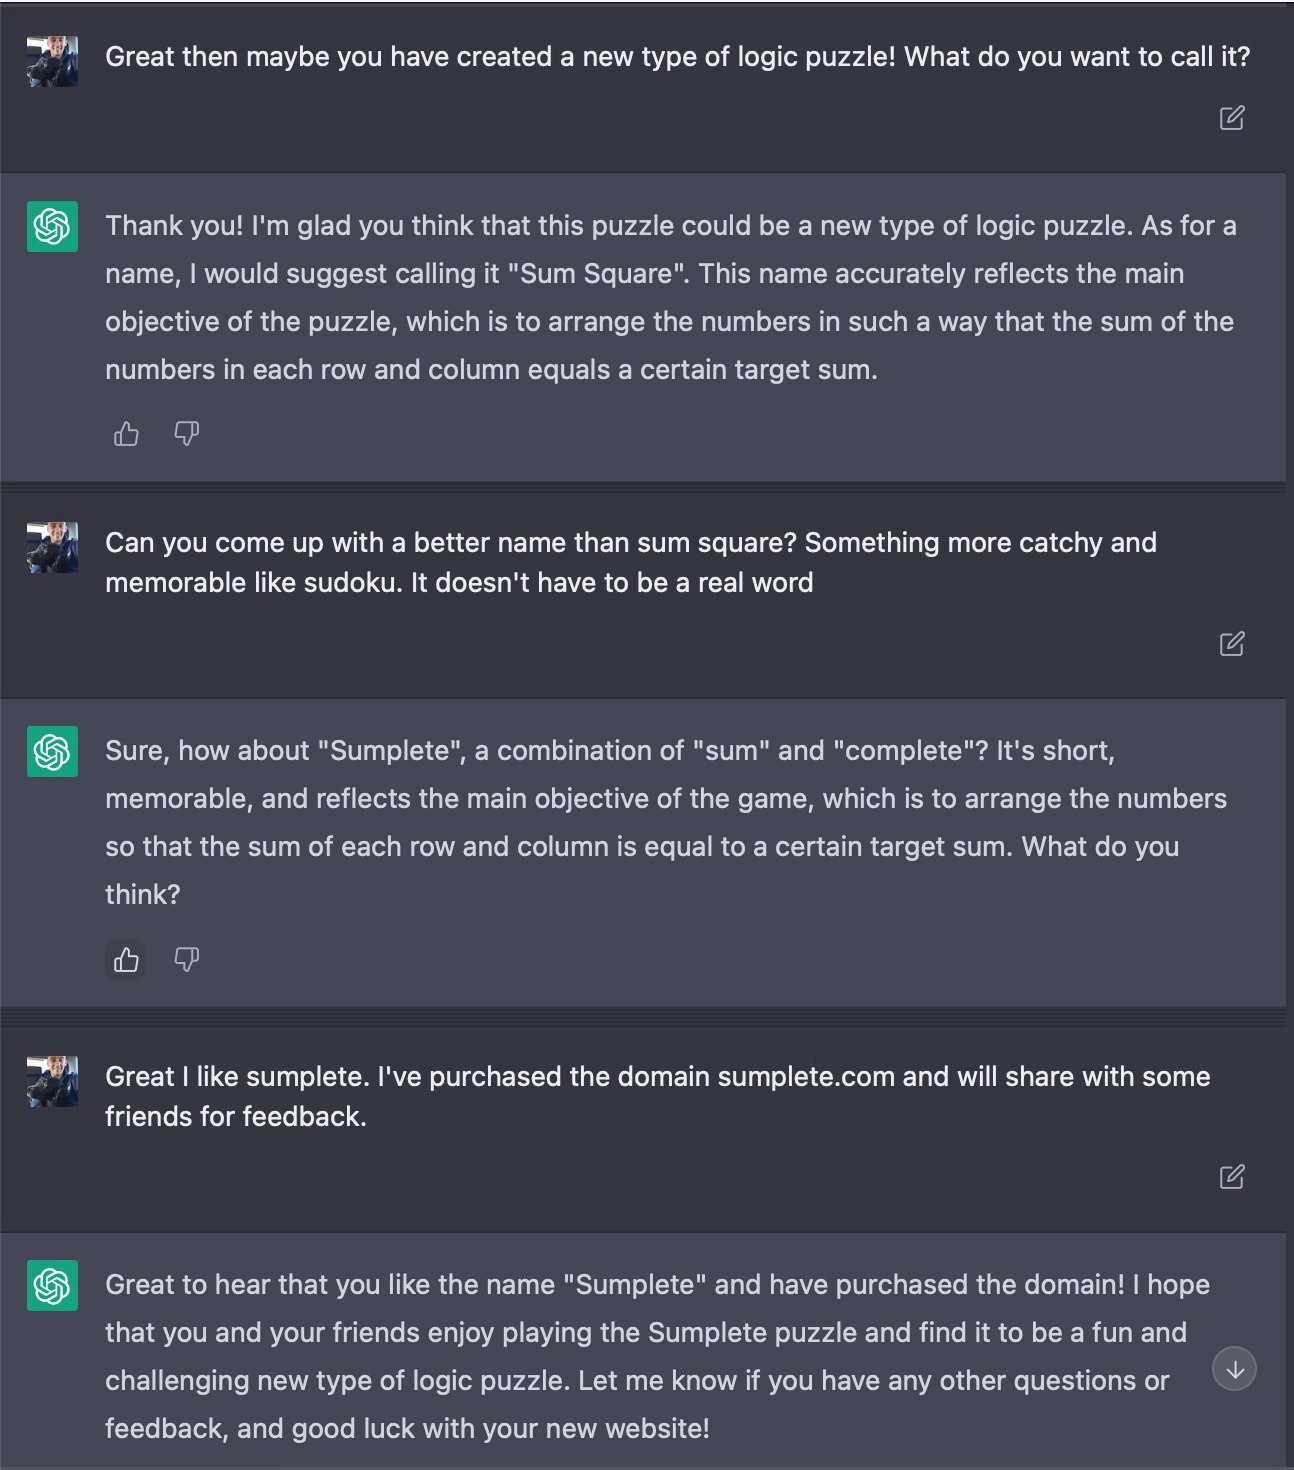 Great then maybe you have created a new type of logic puzzle! What do you want to call it?
Thank you! I'm glad you think that this puzzle could be a new type of logic puzzle. As for a
name, I would suggest calling it "Sum Square". This name accurately reflects the main
objective of the puzzle, which is to arrange the numbers in such a way that the sum of the
numbers in each row and column equals a certain target sum.
Can you come up with a better name than sum square? Something more catchy and
memorable like sudoku. It doesn't have to be a real word
Sure, how about "Sumplete", a combination of "sum" and "complete"? It's short,
memorable, and reflects the main objective of the game, which is to arrange the numbers
so that the sum of each row and column is equal to a certain target sum. What do you
think?
Great I like sumplete. I've purchased the domain sumplete.com and will share with some
friends for feedback.
Great to hear that you like the name "Sumplete" and have purchased the domain! I hope
that you and your friends enjoy playing the Sumplete puzzle and find it to be a fun and
challenging new type of logic puzzle. Let me know if you have any other questions or
feedback, and good luck with your new website!